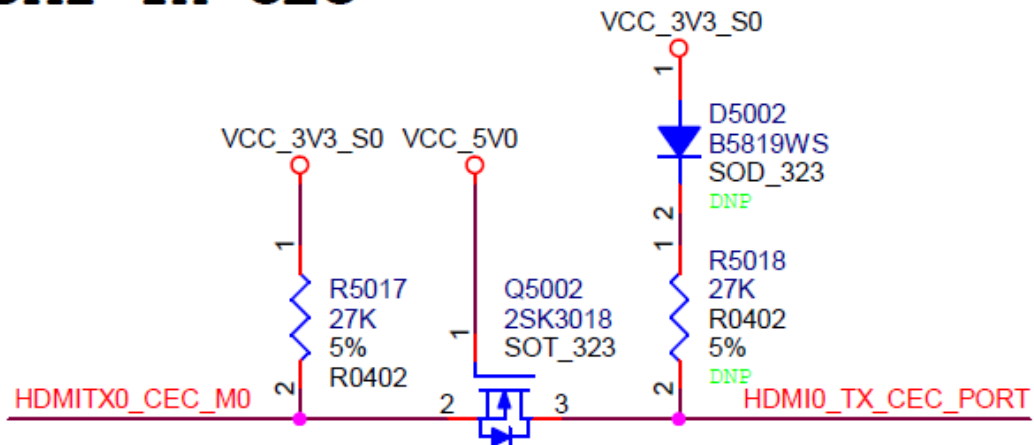 VCC_3V3_S0
1
D5002
B5819WS
SOD_323
DNP
2
VCC_3V3_S0
VCC_5V0
1
R5017
27K
5%
R0402
2
1
Q5002
2SK3018
SOT_323
1
R5018
27K
R0402
5%
DNP
2
HDMITX0_CEC_M0
2
3
HDMI0_TX_CEC_PORT